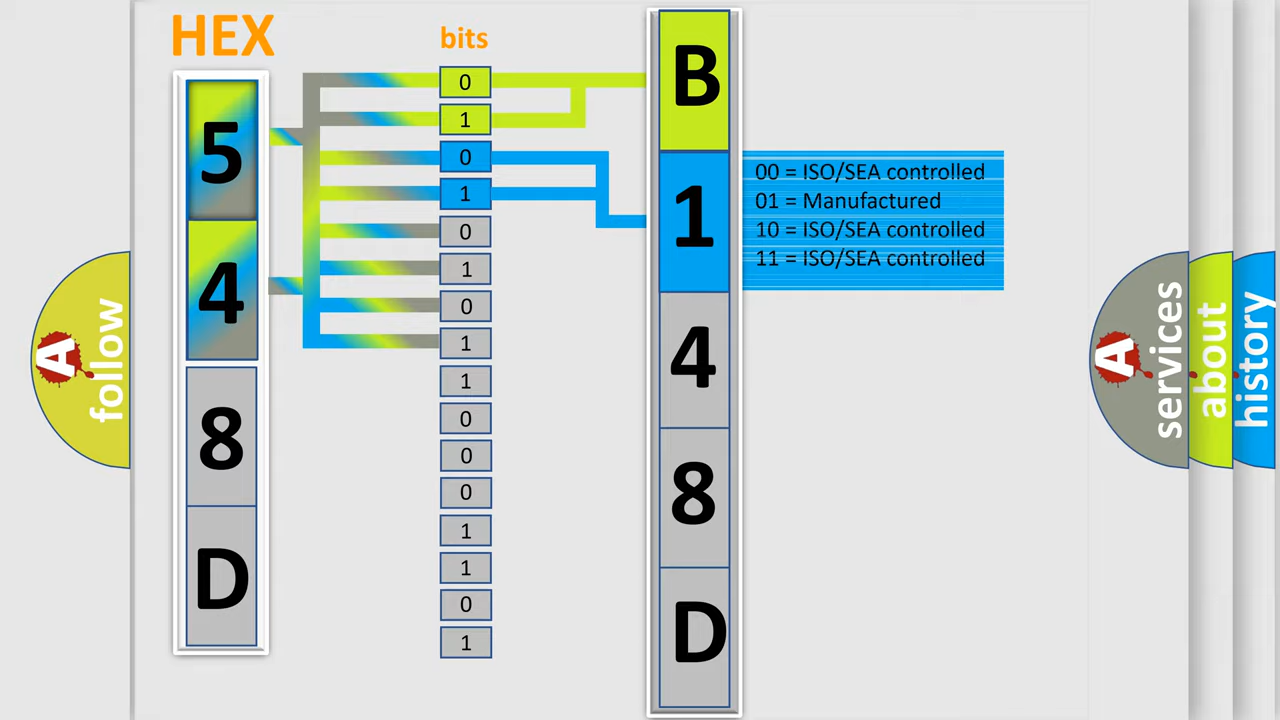 HEX
bits
5
4
8
D
0
1
0
1
0
1
0
1
1
0
0
0
1
1
0
1
B
1
4
8
D
00 = ISO/SEA controlled
01 = Manufactured
10 = ISO/SEA controlled
11 = ISO/SEA controlled
A
follow
A
services
about
history